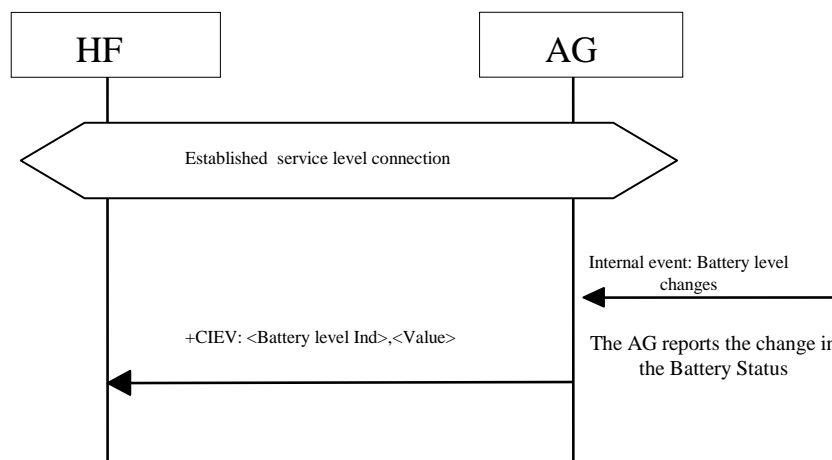 HF
AG
Established service level connection
Internal event: Battery level
changes
+CIEV: <Battery level Ind>,<Value>
The AG reports the change in
the Battery Status